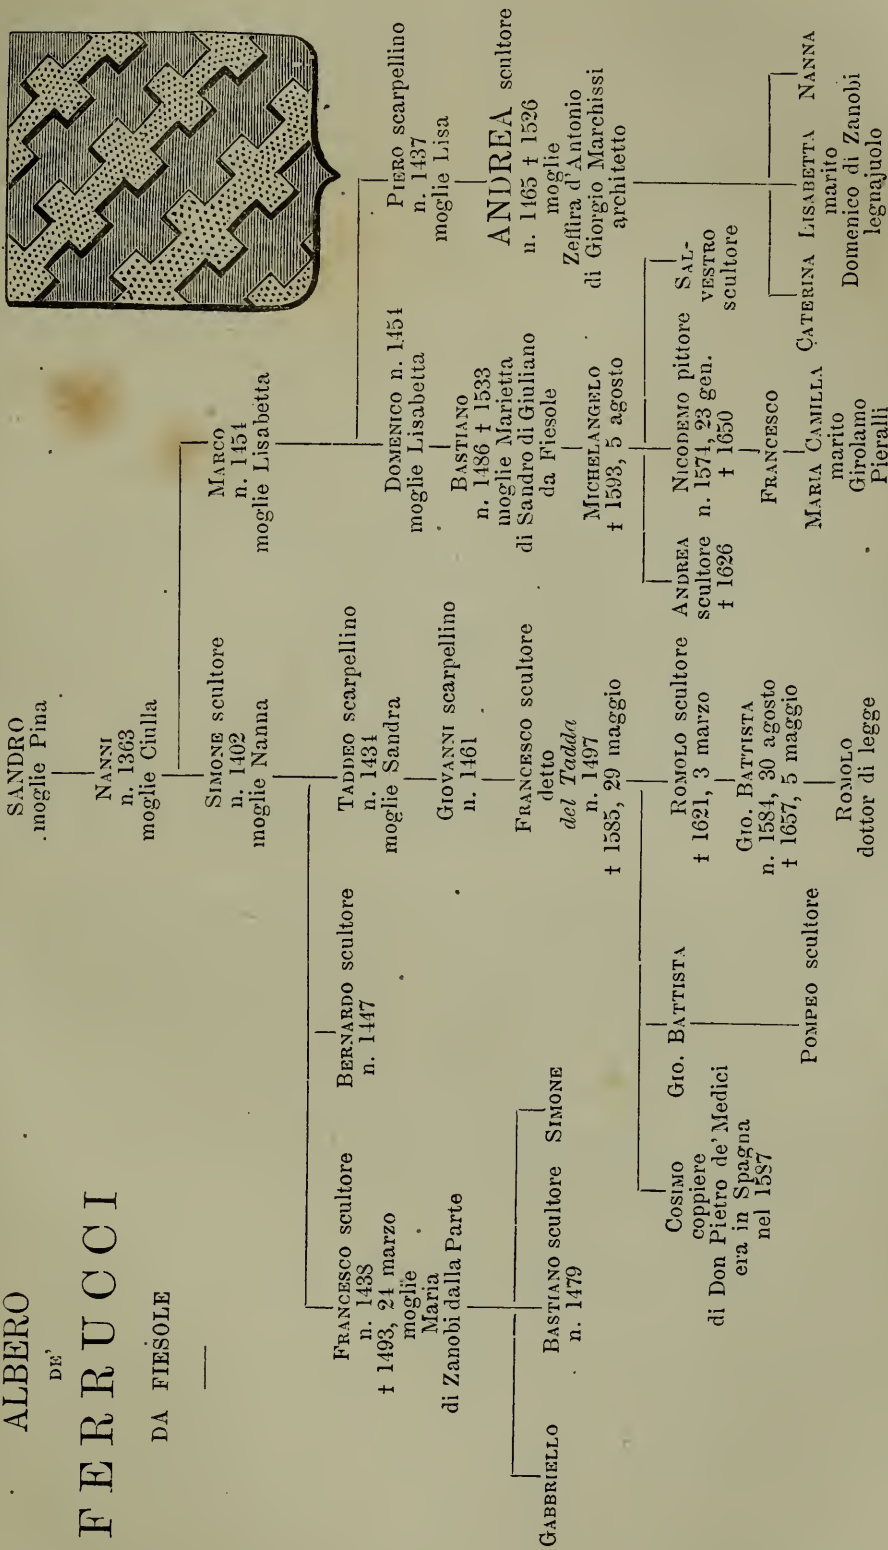 ALBERO
DE'
FERRUCCI
DA FIESOLE
SANDRO
moglie Pina
NANNI
n. 1363
moglie Ciulla
SIMONE scultore
n. 1402
moglie Nanna
MARCO
n. 1454
moglie Lisabetta
FRANCESCO scultore
n. 1438
† 1493, 24 marzo
moglie
Maria
di Zanobi dalla Parte
BERNARDO scultore
n. 1447
TADDEO scarpellino
n. 1434
moglie Sandra
DOMENICO n. 1454
moglie Lisabetta
PIERO scarpellino
n. 1437
moglie Lisa
GIOVANNI scarpellino
n. 1461
BASTIANO
n. 1486 † 1533
moglie Marietta
di Sandro di Giuliano
da Fiesole
ANDREA scultore
n. 1465 † 1526
moglie
Zeffira d'Antonio
di Giorgio Marchissi
architetto
GABBRIELLO
BASTIANO scultore
n. 1479
SIMONE
FRANCESCO scultore
detto
del Tadda
n. 1497
† 1585, 29 maggio
MICHELANGELO
† 1593, 5 agosto
COSIMO
coppiere
di Don Pietro de' Medici
era in Spagna
nel 1587
GIO. BATTISTA
ROMOLO scultore
† 1621, 3 marzo
ANDREA
scultore
† 1626
NICODEMO pittore
n. 1574, 23 gen.
† 1650
SAL-
VESTRO
scultore
GIO. BATTISTA
n. 1584, 30 agosto
† 1657, 5 maggio
FRANCESCO
POMPEO scultore
ROMOLO
dottor di legge
MARIA CAMILLA
marito
Girolamo
Pieralli
CATERINA
LISABETTA
marito
Domenico di Zanobi
legnajuolo
NANNA